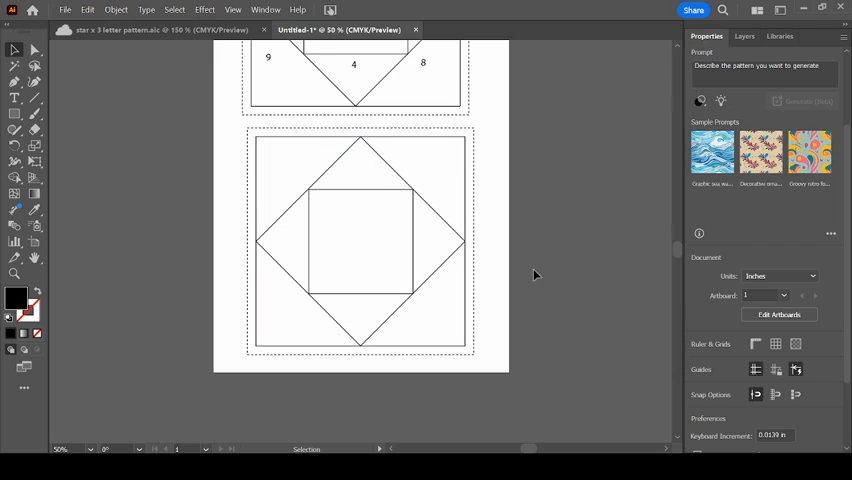 Ai
File
Edit
Object
Type
Select
Effect
View
Window
Help
Share
star x 3 letter pattern.aic @ 150 % (CMYK/Preview)
×
Untitled-1* @ 50 % (CMYK/Preview)
×
Properties
Layers
Libraries
Prompt
Describe the pattern you want to generate
Generate (Beta)
Sample Prompts
Graphic sea wa...
Decorative orna...
Groovy retro fo...
Document
Units:
Inches
Artboard:
1
Edit Artboards
Ruler & Grids
Guides
Snap Options
Preferences
Keyboard Increment:
0.0139 in
9
4
8
50%
0°
1
Selection